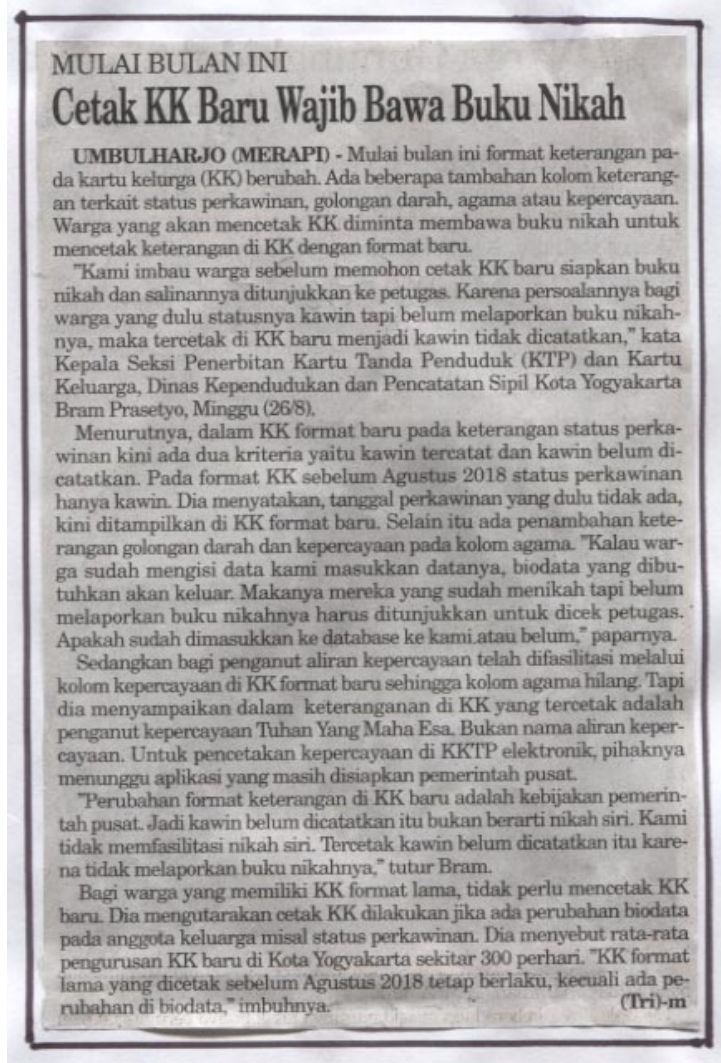 MULAI BULAN INI
Cetak KK Baru Wajib Bawa Buku Nikah
UMBULHARJO (MERAPI) - Mulai bulan ini format keterangan pa-
da kartu kelurga (KK) berubah. Ada beberapa tambahan kolom keterang-
an terkait status perkawinan, golongan darah, agama atau kepercayaan.
Warga yang akan mencetak KK diminta membawa buku nikah untuk
mencetak keterangan di KK dengan format baru.
"Kami imbau warga sebelum memohon cetak KK baru siapkan buku
nikah dan salinannya ditunjukkan ke petugas. Karena persoalannya bagi
warga yang dulu statusnya kawin tapi belum melaporkan buku nikah-
nya, maka tercetak di KK baru menjadi kawin tidak dicatatkan," kata
Kepala Seksi Penerbitan Kartu Tanda Penduduk (KTP) dan Kartu
Keluarga, Dinas Kependudukan dan Pencatatan Sipil Kota Yogyakarta
Bram Prasetyo, Minggu (26/8).
Menurutnya, dalam KK format baru pada keterangan status perka-
winan kini ada dua kriteria yaitu kawin tercatat dan kawin belum di-
catatkan. Pada format KK sebelum Agustus 2018 status perkawinan
hanya kawin. Dia menyatakan, tanggal perkawinan yang dulu tidak ada,
kini ditampilkan di KK format baru. Selain itu ada penambahan kete-
rangan golongan darah dan kepercayaan pada kolom agama. "Kalau war-
ga sudah mengisi data kami masukkan datanya, biodata yang dibu-
tuhkan akan keluar. Makanya mereka yang sudah menikah tapi belum
melaporkan buku nikahnya harus ditunjukkan untuk dicek petugas.
Apakah sudah dimasukkan ke database ke kami atau belum," paparnya.
Sedangkan bagi penganut aliran kepercayaan telah difasilitasi melalui
kolom kepercayaan di KK format baru sehingga kolom agama hilang. Tapi
dia menyampaikan dalam keteranganan di KK yang tercetak adalah
penganut kepercayaan Tuhan Yang Maha Esa. Bukan nama aliran keper-
cayaan. Untuk pencetakan kepercayaan di KKTP elektronik, pihaknya
menunggu aplikasi yang masih disiapkan pemerintah pusat.
"Perubahan format keterangan di KK baru adalah kebijakan pemerin-
tah pusat. Jadi kawin belum dicatatkan itu bukan berarti nikah siri. Kami
tidak memfasilitasi nikah siri. Tercetak kawin belum dicatatkan itu kare-
na tidak melaporkan buku nikahnya," tutur Bram.
Bagi warga yang memiliki KK format lama, tidak perlu mencetak KK
baru. Dia mengutarakan cetak KK dilakukan jika ada perubahan biodata
pada anggota keluarga misal status perkawinan. Dia menyebut rata-rata
pengurusan KK baru di Kota Yogyakarta sekitar 300 perhari. "KK format
lama yang dicetak sebelum Agustus 2018 tetap berlaku, kecuali ada pe-
rubahan di biodata," imbuhnya. (Tri)-m